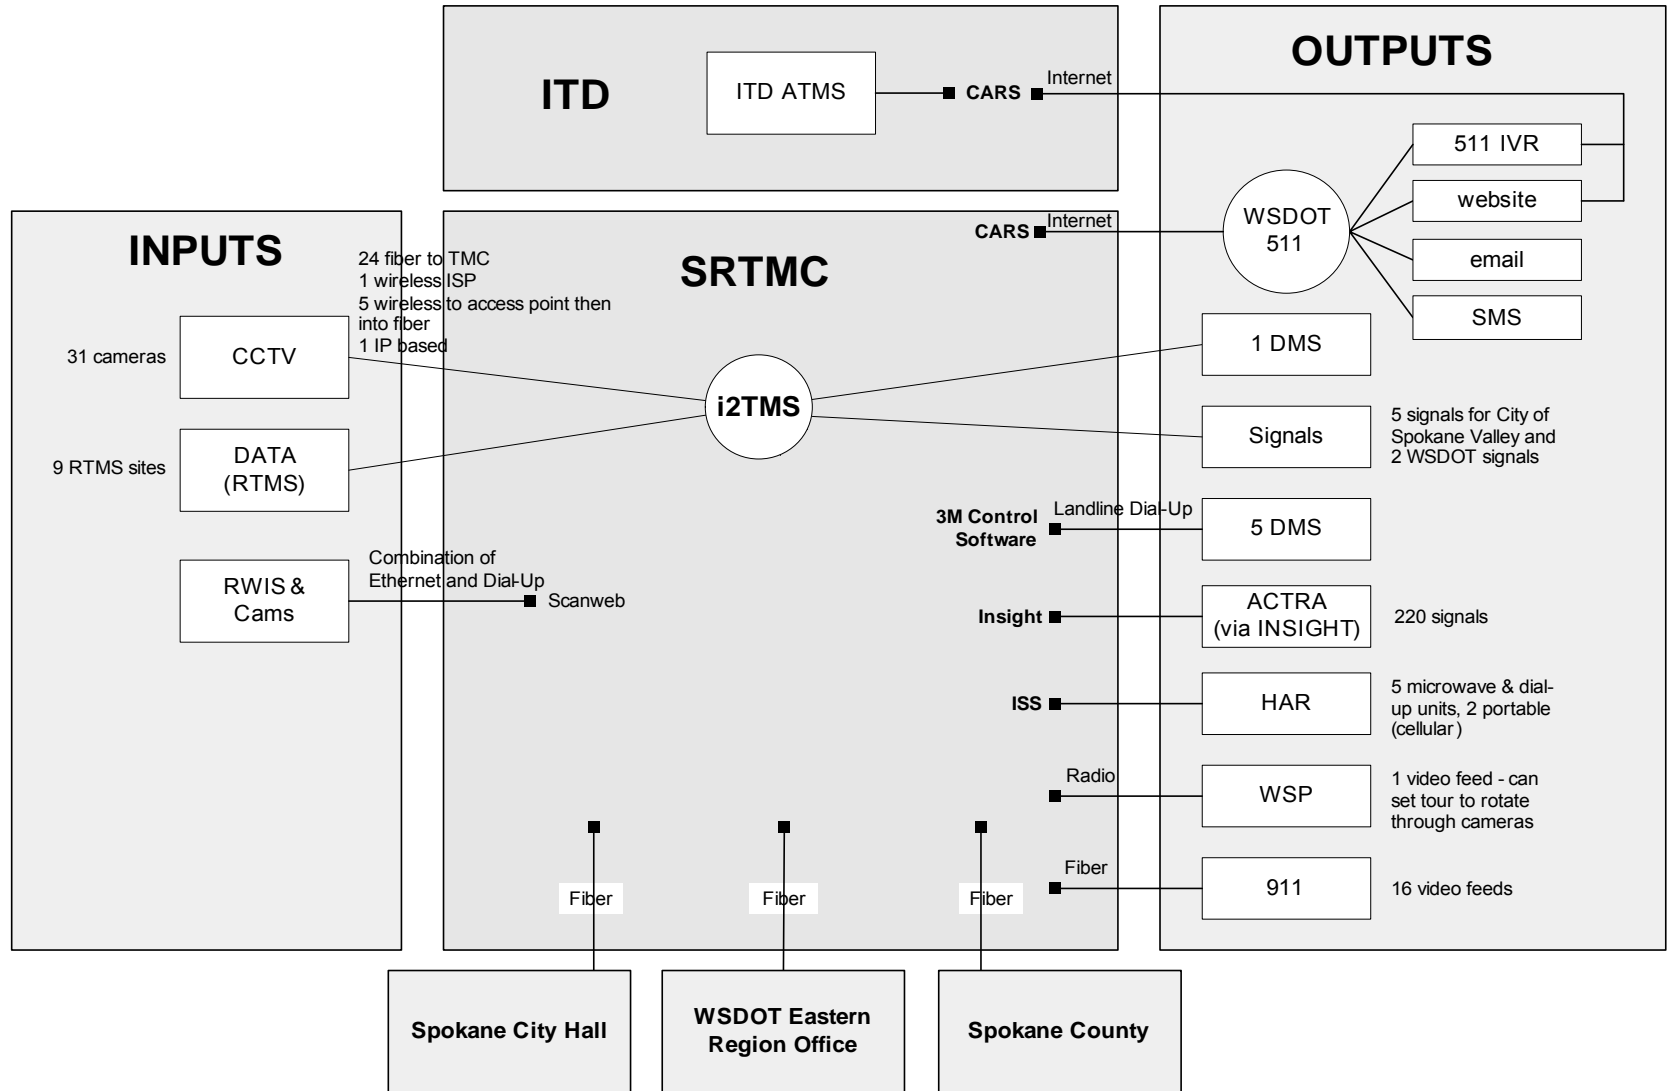 ITD
ITD ATMS
CARS
Internet
OUTPUTS
511 IVR
website
email
SMS
WSDOT
511
CARS
Internet
INPUTS
24 fiber to TMC
1 wireless ISP
5 wireless to access point then
into fiber
1 IP based
31 cameras
CCTV
9 RTMS sites
DATA
(RTMS)
Combination of
Ethernet and Dial-Up
RWIS &
Cams
Scanweb
SRTMC
i2TMS
1 DMS
Signals
5 signals for City of
Spokane Valley and
2 WSDOT signals
3M Control
Software
Landline Dial-Up
5 DMS
Insight
ACTRA
(via INSIGHT)
220 signals
ISS
HAR
5 microwave & dial-
up units, 2 portable
(cellular)
Radio
WSP
1 video feed - can
set tour to rotate
through cameras
Fiber
911
16 video feeds
Fiber
Fiber
Fiber
Spokane City Hall
WSDOT Eastern
Region Office
Spokane County